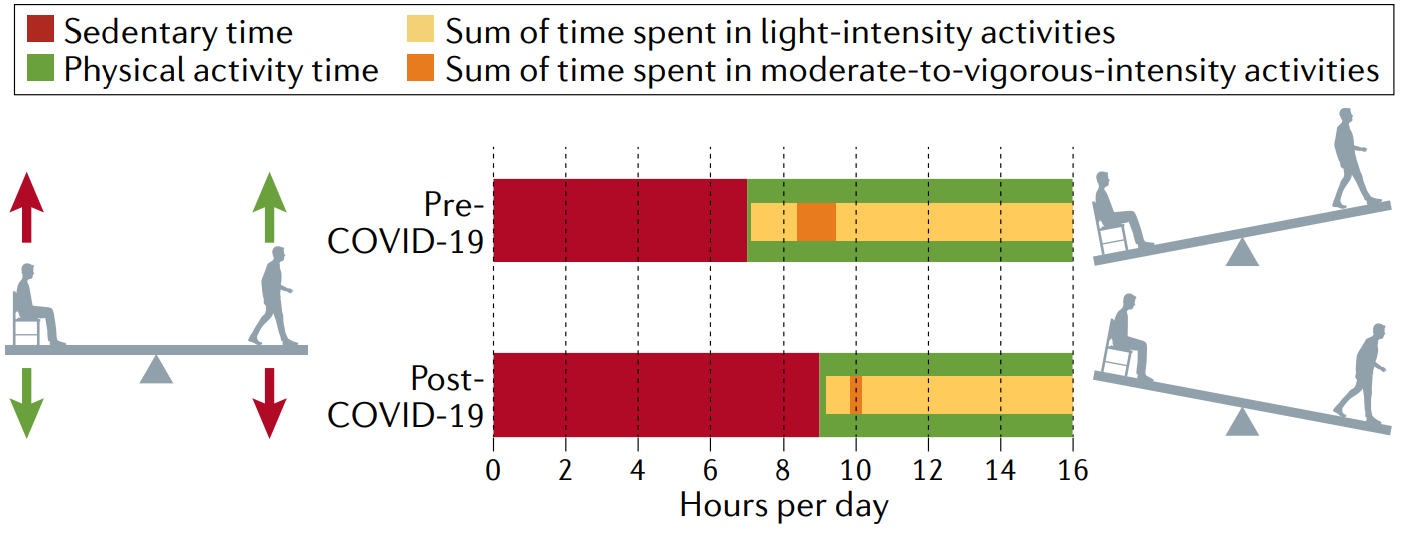 Sedentary time
Sum of time spent in light-intensity activities
Physical activity time
Sum of time spent in moderate-to-vigorous-intensity activities
Pre-
COVID-19
Post-
COVID-19
0 2 4 6 8 10 12 14 16
Hours per day